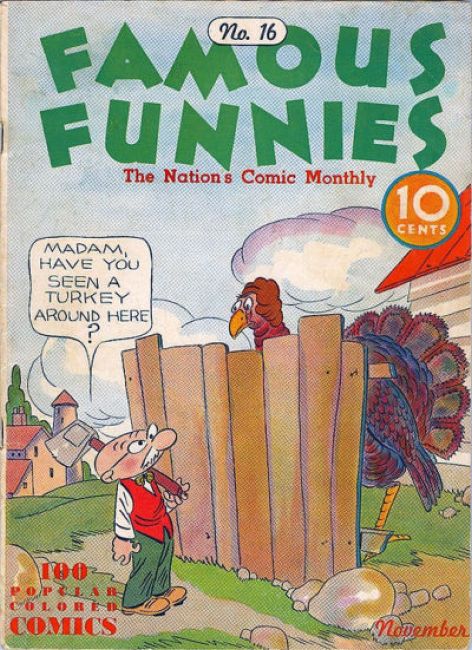 No. 16
FAMOUS
FUNNIES
The Nation's Comic Monthly
10
CENTS
MADAM,
HAVE YOU
SEEN A
TURKEY
AROUND HERE
?
100
POPULAR
COLORED
COMICS
November